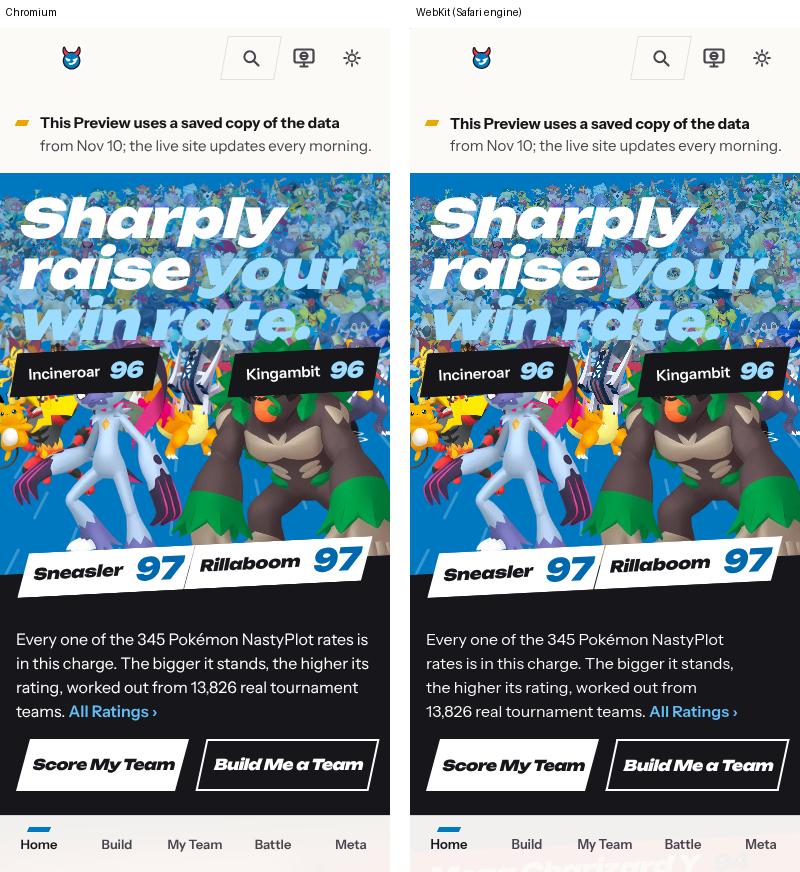 Chromium
This Preview uses a saved copy of the data
from Nov 10; the live site updates every morning.
Sharply
raise your
win rate.
Incineroar 96
Kingambit 96
Sneasler 97
Rillaboom 97
Every one of the 345 Pokémon NastyPlot rates is
in this charge. The bigger it stands, the higher its
rating, worked out from 13,826 real tournament
teams. All Ratings ›
Score My Team
Build Me a Team
Home
Build
My Team
Battle
Meta
WebKit (Safari engine)
This Preview uses a saved copy of the data
from Nov 10; the live site updates every morning.
Sharply
raise your
win rate.
Incineroar 96
Kingambit 96
Sneasler 97
Rillaboom 97
Every one of the 345 Pokémon NastyPlot
rates is in this charge. The bigger it stands,
the higher its rating, worked out from
13,826 real tournament teams. All Ratings ›
Score My Team
Build Me a Team
Home
Build
My Team
Battle
Meta
Mega Charizard Y 94